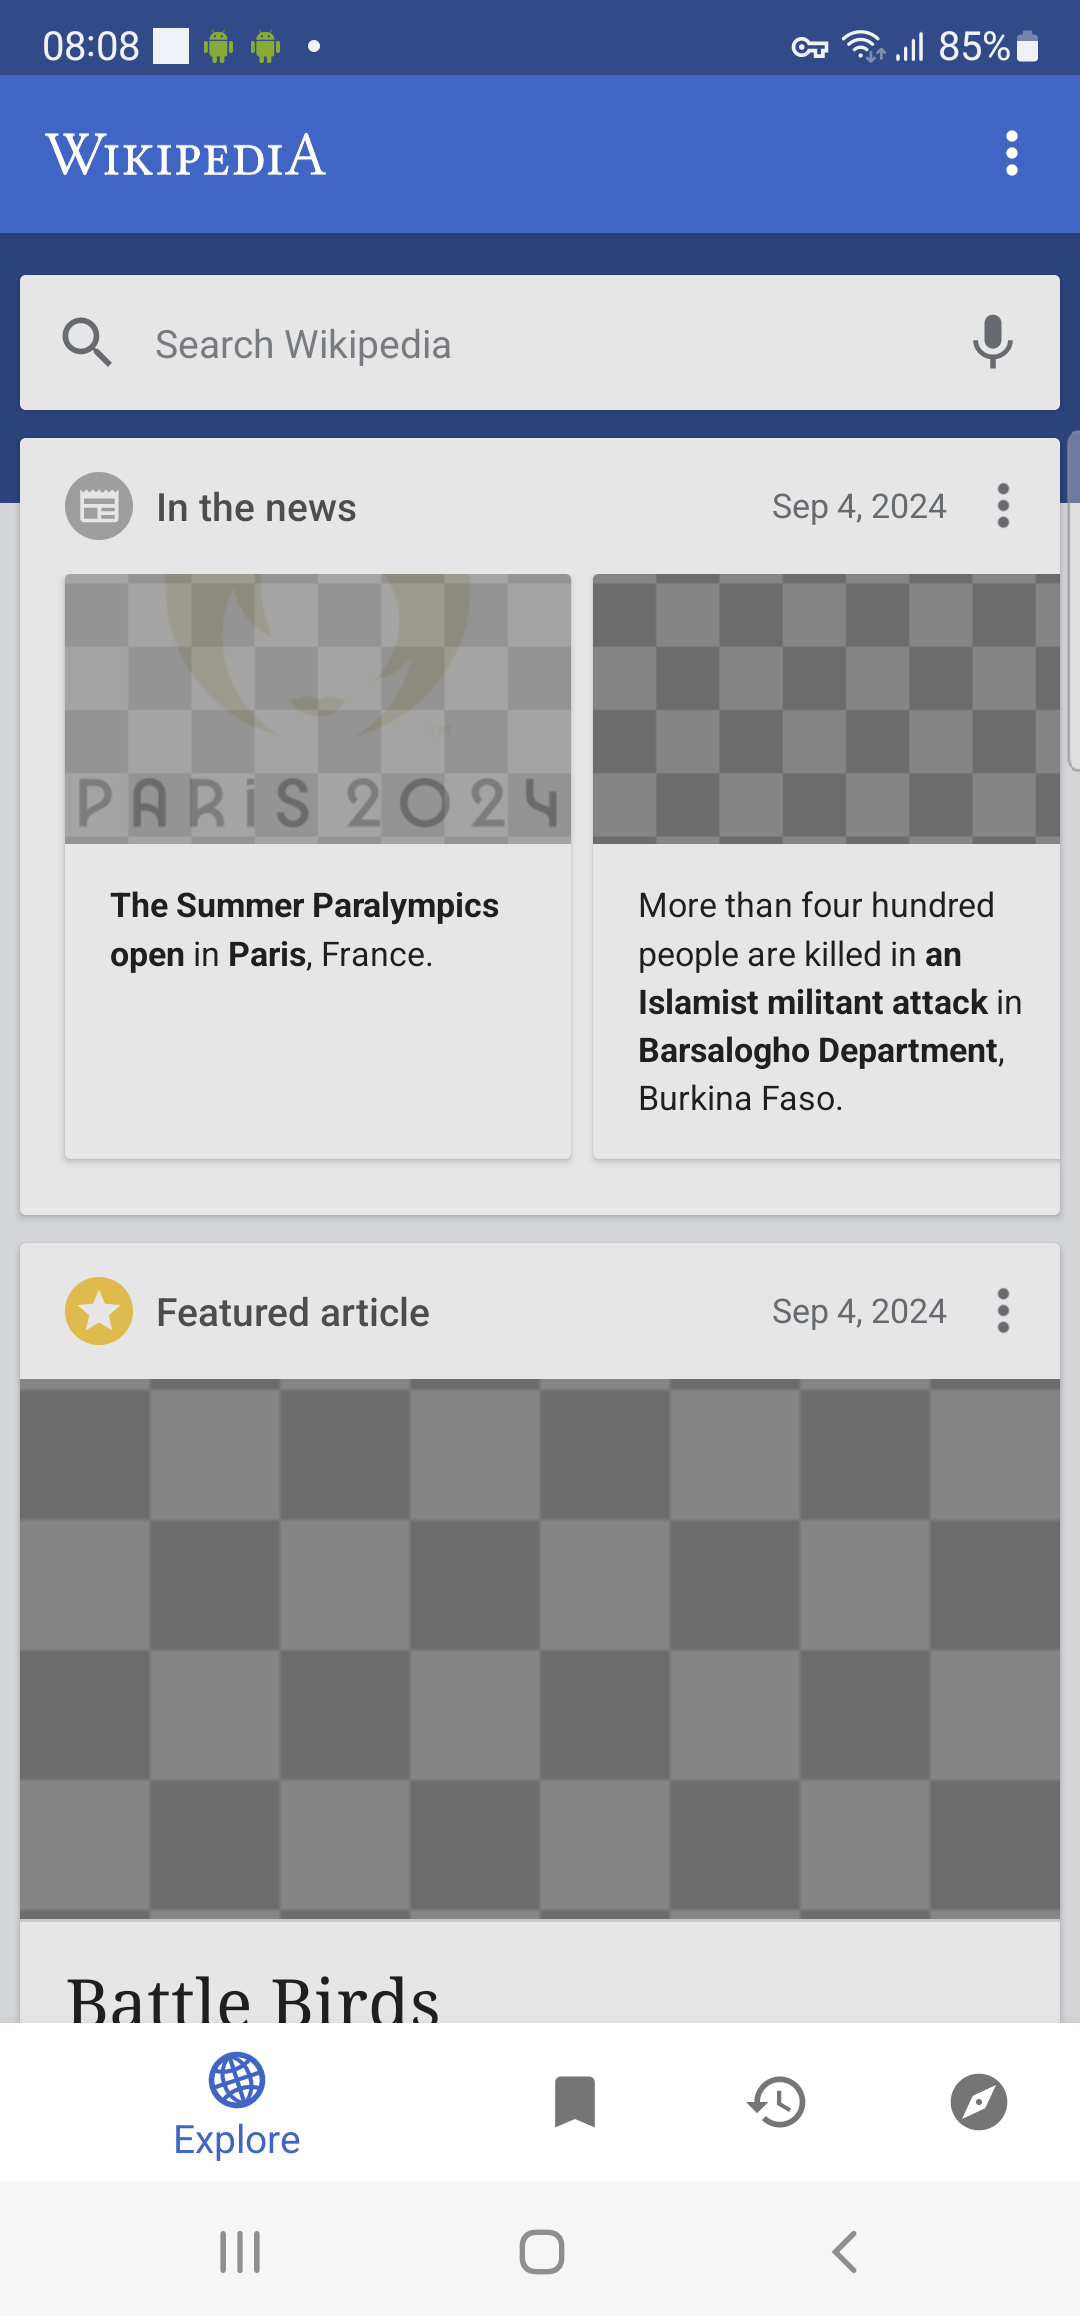 08:08
85%
WIKIPEDIA
Search Wikipedia
In the news
Sep 4, 2024
TM
PARiS 2024
The Summer Paralympics
open in Paris, France.
More than four hundred
people are killed in an
Islamist militant attack in
Barsalogho Department,
Burkina Faso.
Featured article
Sep 4, 2024
Battle Birds
Explore